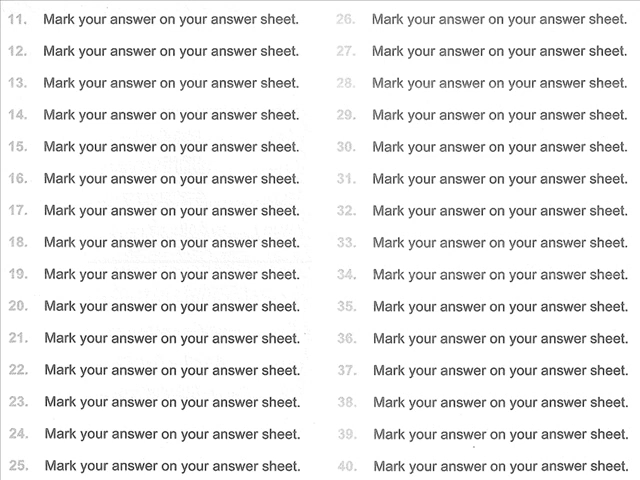 11. Mark your answer on your answer sheet.
12. Mark your answer on your answer sheet.
13. Mark your answer on your answer sheet.
14. Mark your answer on your answer sheet.
15. Mark your answer on your answer sheet.
16. Mark your answer on your answer sheet.
17. Mark your answer on your answer sheet.
18. Mark your answer on your answer sheet.
19. Mark your answer on your answer sheet.
20. Mark your answer on your answer sheet.
21. Mark your answer on your answer sheet.
22. Mark your answer on your answer sheet.
23. Mark your answer on your answer sheet.
24. Mark your answer on your answer sheet.
25. Mark your answer on your answer sheet.
26. Mark your answer on your answer sheet.
27. Mark your answer on your answer sheet.
28. Mark your answer on your answer sheet.
29. Mark your answer on your answer sheet.
30. Mark your answer on your answer sheet.
31. Mark your answer on your answer sheet.
32. Mark your answer on your answer sheet.
33. Mark your answer on your answer sheet.
34. Mark your answer on your answer sheet.
35. Mark your answer on your answer sheet.
36. Mark your answer on your answer sheet.
37. Mark your answer on your answer sheet.
38. Mark your answer on your answer sheet.
39. Mark your answer on your answer sheet.
40. Mark your answer on your answer sheet.